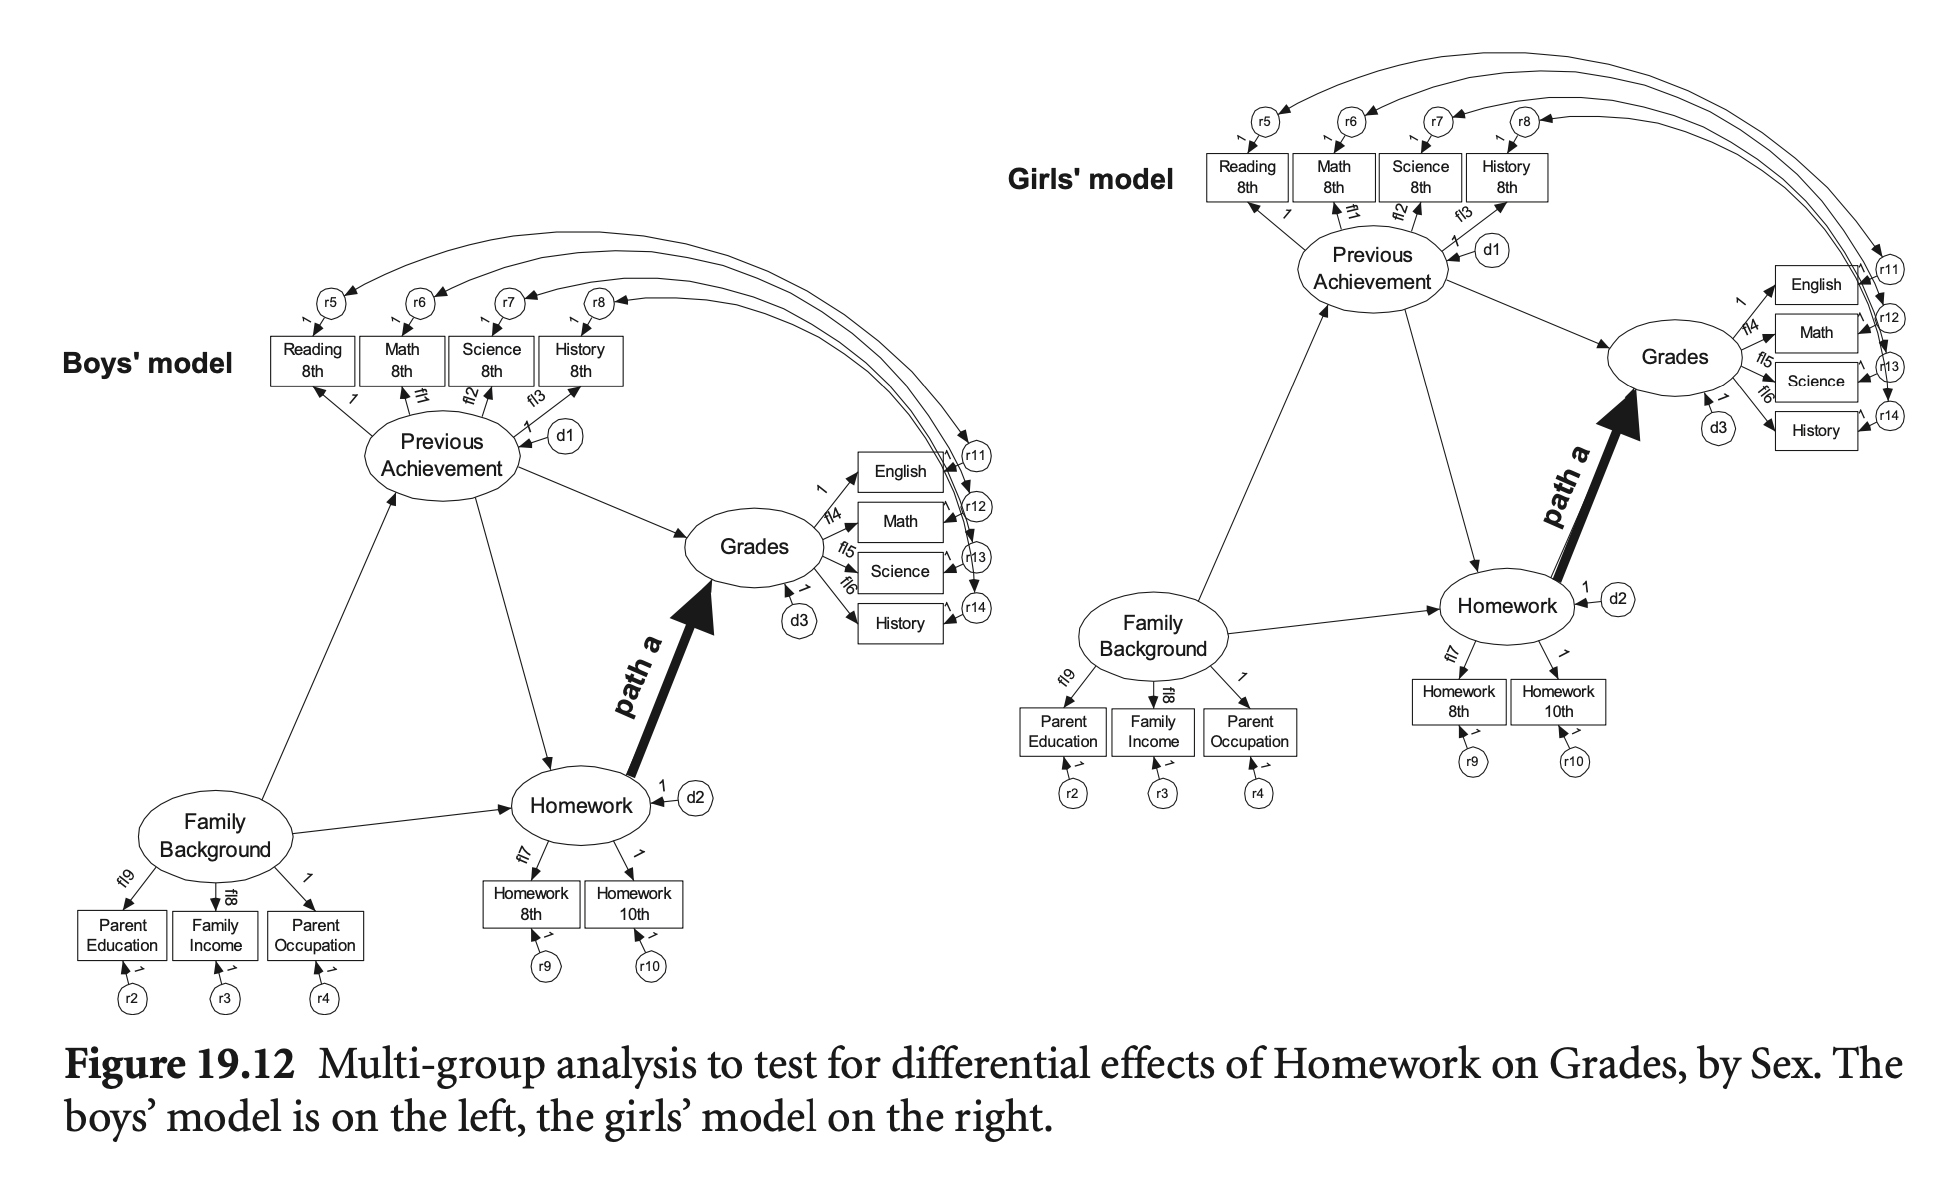 Boys' model
r5
r6
r7
r8
1
1
1
1
Reading
8th
Math
8th
Science
8th
History
8th
1
fl1
fl2
fl3
Previous
Achievement
1
d1
Grades
1
fl4
fl5
fl6
English
Math
Science
History
1
1
1
1
r11
r12
r13
r14
1
d3
path a
Family
Background
Homework
1
d2
fl9
fl8
1
Parent
Education
Family
Income
Parent
Occupation
1
1
1
r2
r3
r4
fl7
1
Homework
8th
Homework
10th
1
1
r9
r10
Girls' model
r5
r6
r7
r8
1
1
1
1
Reading
8th
Math
8th
Science
8th
History
8th
1
fl1
fl2
fl3
Previous
Achievement
1
d1
Grades
1
fl4
fl5
fl6
English
Math
Science
History
1
1
1
1
r11
r12
r13
r14
1
d3
path a
Family
Background
Homework
1
d2
fl9
fl8
1
Parent
Education
Family
Income
Parent
Occupation
1
1
1
r2
r3
r4
fl7
1
Homework
8th
Homework
10th
1
1
r9
r10
Figure 19.12 Multi-group analysis to test for differential effects of Homework on Grades, by Sex. The
boys’ model is on the left, the girls’ model on the right.